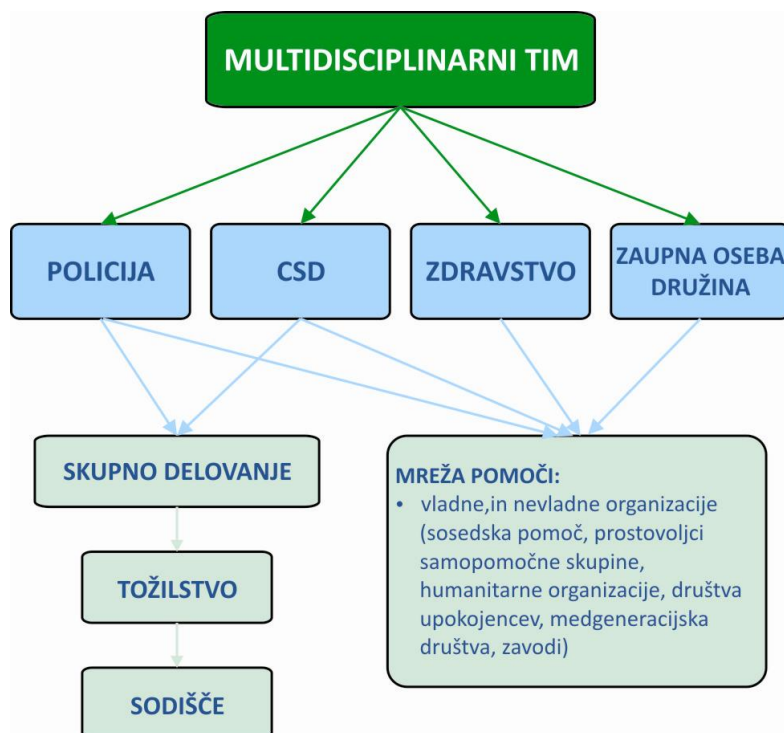 MULTIDISCIPLINARNI TIM
POLICIJA
CSD
ZDRAVSTVO
ZAUPNA OSEBA
DRUŽINA
SKUPNO DELOVANJE
TOŽILSTVO
SODIŠČE
MREŽA POMOČI:
• vladne,in nevladne organizacije
(sosedska pomoč, prostovoljci
samopomočne skupine,
humanitarne organizacije, društva
upokojencev, medgeneracijska
društva, zavodi)